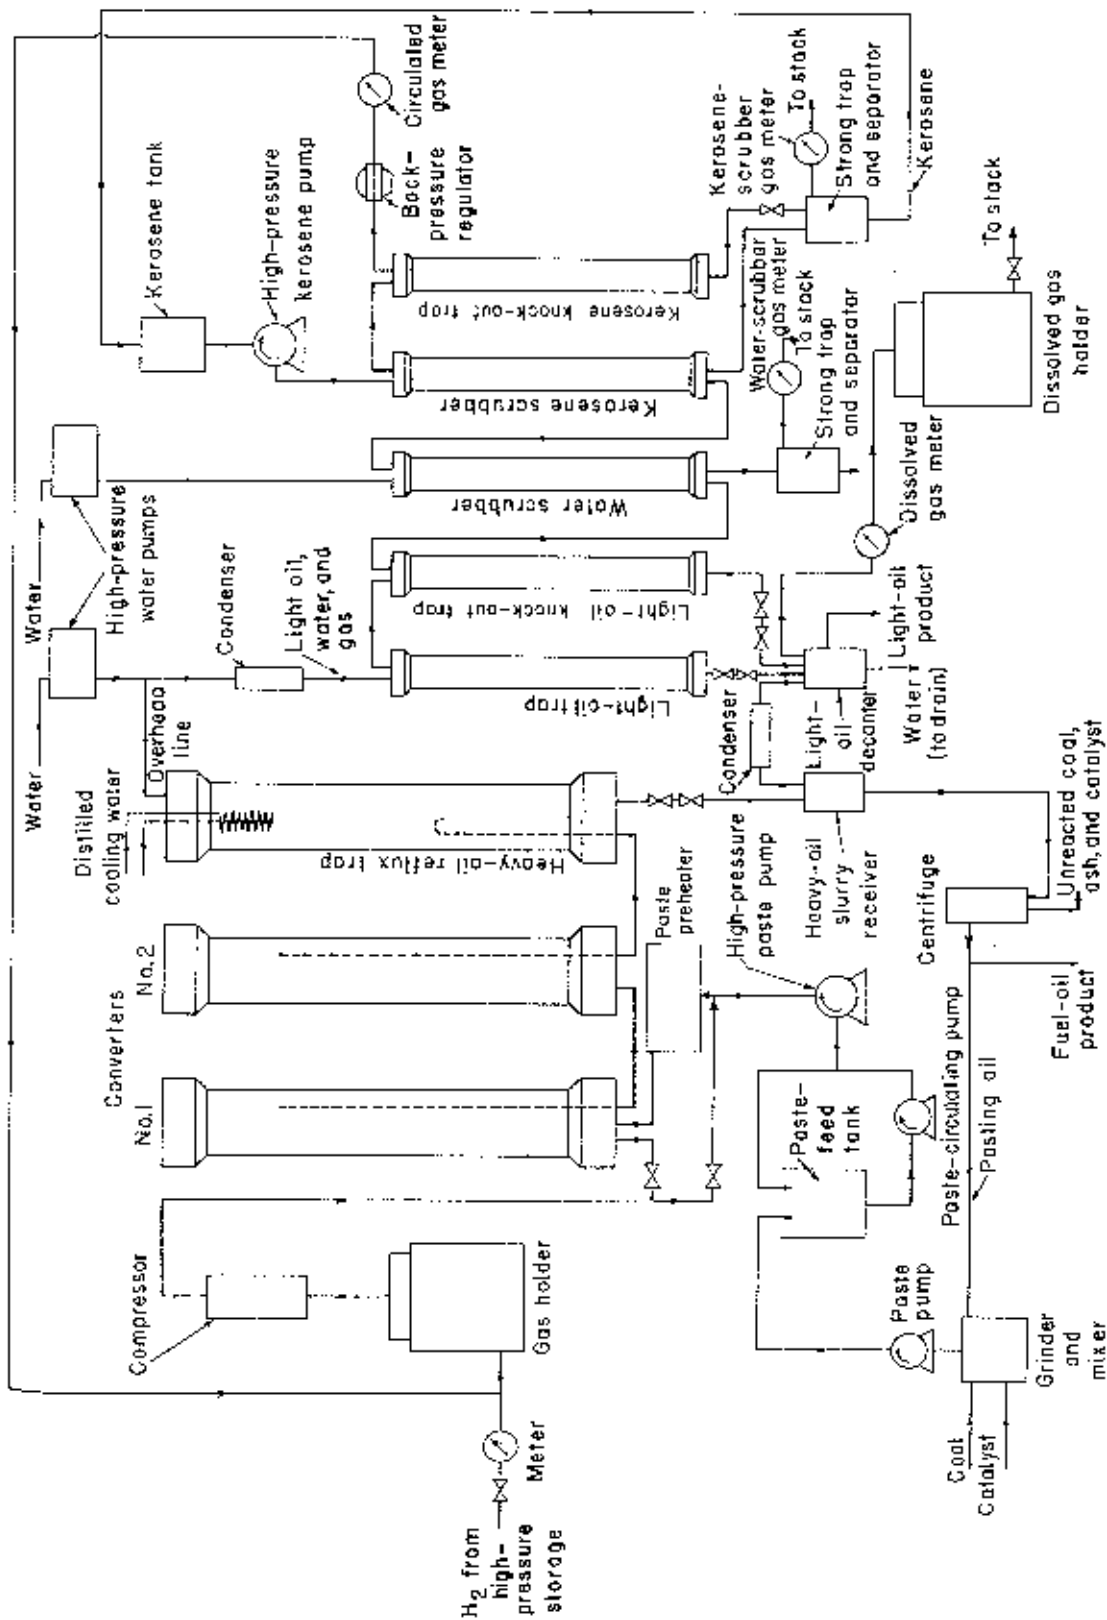 H2 from
high-
pressure
storage
Meter
Gas holder
Compressor
Converters
No.1
No.2
Distilled
cooling water
Water
Water
High-pressure
water pumps
Overhead
line
Condenser
Light oil,
water, and
gas
Kerosene tank
High-pressure
kerosene pump
Circulated
gas meter
Back-
pressure
regulator
Heavy-oil reflux trap
Light-oil trap
Light-oil knock-out trap
Water scrubber
Kerosene scrubber
Kerosene knock-out trap
Paste
preheater
High-pressure
paste pump
Condenser
Heavy-oil
slurry
receiver
Light-
oil
decanter
Water
(to drain)
Light-oil
product
Dissolved
gas meter
Water-scrubber
gas meter
To stack
Strong trap
and separator
Kerosene-
scrubber
gas meter
To stack
Strong trap
and separator
Kerosene
To stack
Dissolved gas
holder
Coal
Catalyst
Grinder
and
mixer
Paste
pump
Paste-
feed
tank
Paste-circulating pump
Pasting oil
Centrifuge
Fuel-oil
product
Unreacted coal,
ash, and catalyst